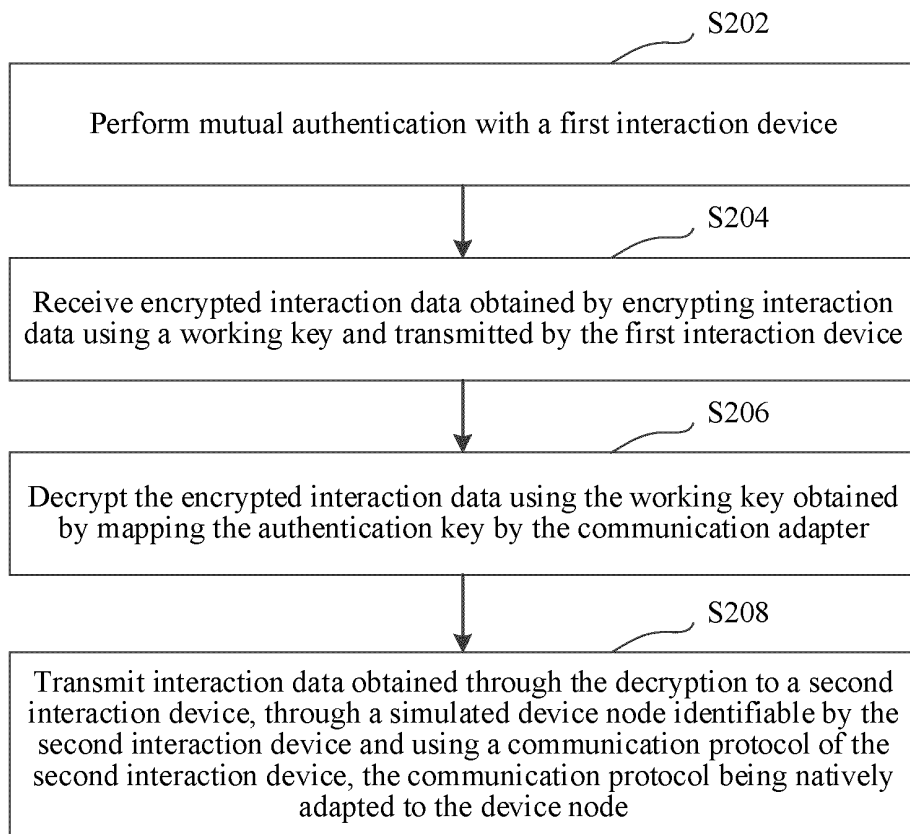 S202
Perform mutual authentication with a first interaction device
S204
Receive encrypted interaction data obtained by encrypting interaction
data using a working key and transmitted by the first interaction device
S206
Decrypt the encrypted interaction data using the working key obtained
by mapping the authentication key by the communication adapter
S208
Transmit interaction data obtained through the decryption to a second
interaction device, through a simulated device node identifiable by the
second interaction device and using a communication protocol of the
second interaction device, the communication protocol being natively
adapted to the device node